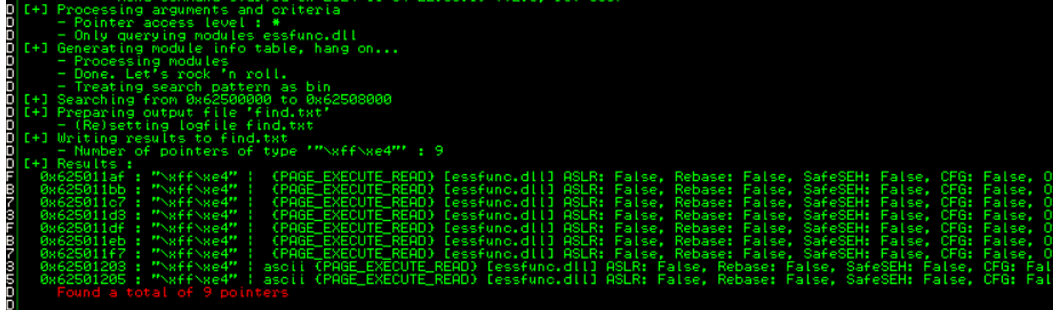 [+] Processing arguments and criteria
- Pointer access level : *
- Only querying modules essfunc.dll
[+] Generating module info table, hang on...
- Processing modules
- Done. Let's rock 'n roll.
- Treating search pattern as bin
[+] Searching from 0x62500000 to 0x62508000
[+] Preparing output file 'find.txt'
- (Re)setting logfile find.txt
[+] Writing results to find.txt
- Number of pointers of type '"\xff\xe4"' : 9
[+] Results :
0x625011af : "\xff\xe4" | {PAGE_EXECUTE_READ} [essfunc.dll] ASLR: False, Rebase: False, SafeSEH: False, CFG: False, O
0x625011bb : "\xff\xe4" | {PAGE_EXECUTE_READ} [essfunc.dll] ASLR: False, Rebase: False, SafeSEH: False, CFG: False, O
0x625011c7 : "\xff\xe4" | {PAGE_EXECUTE_READ} [essfunc.dll] ASLR: False, Rebase: False, SafeSEH: False, CFG: False, O
0x625011d3 : "\xff\xe4" | {PAGE_EXECUTE_READ} [essfunc.dll] ASLR: False, Rebase: False, SafeSEH: False, CFG: False, O
0x625011df : "\xff\xe4" | {PAGE_EXECUTE_READ} [essfunc.dll] ASLR: False, Rebase: False, SafeSEH: False, CFG: False, O
0x625011eb : "\xff\xe4" | {PAGE_EXECUTE_READ} [essfunc.dll] ASLR: False, Rebase: False, SafeSEH: False, CFG: False, O
0x625011f7 : "\xff\xe4" | {PAGE_EXECUTE_READ} [essfunc.dll] ASLR: False, Rebase: False, SafeSEH: False, CFG: False, O
0x62501203 : "\xff\xe4" | ascii {PAGE_EXECUTE_READ} [essfunc.dll] ASLR: False, Rebase: False, SafeSEH: False, CFG: Fal
0x62501205 : "\xff\xe4" | ascii {PAGE_EXECUTE_READ} [essfunc.dll] ASLR: False, Rebase: False, SafeSEH: False, CFG: Fal
Found a total of 9 pointers